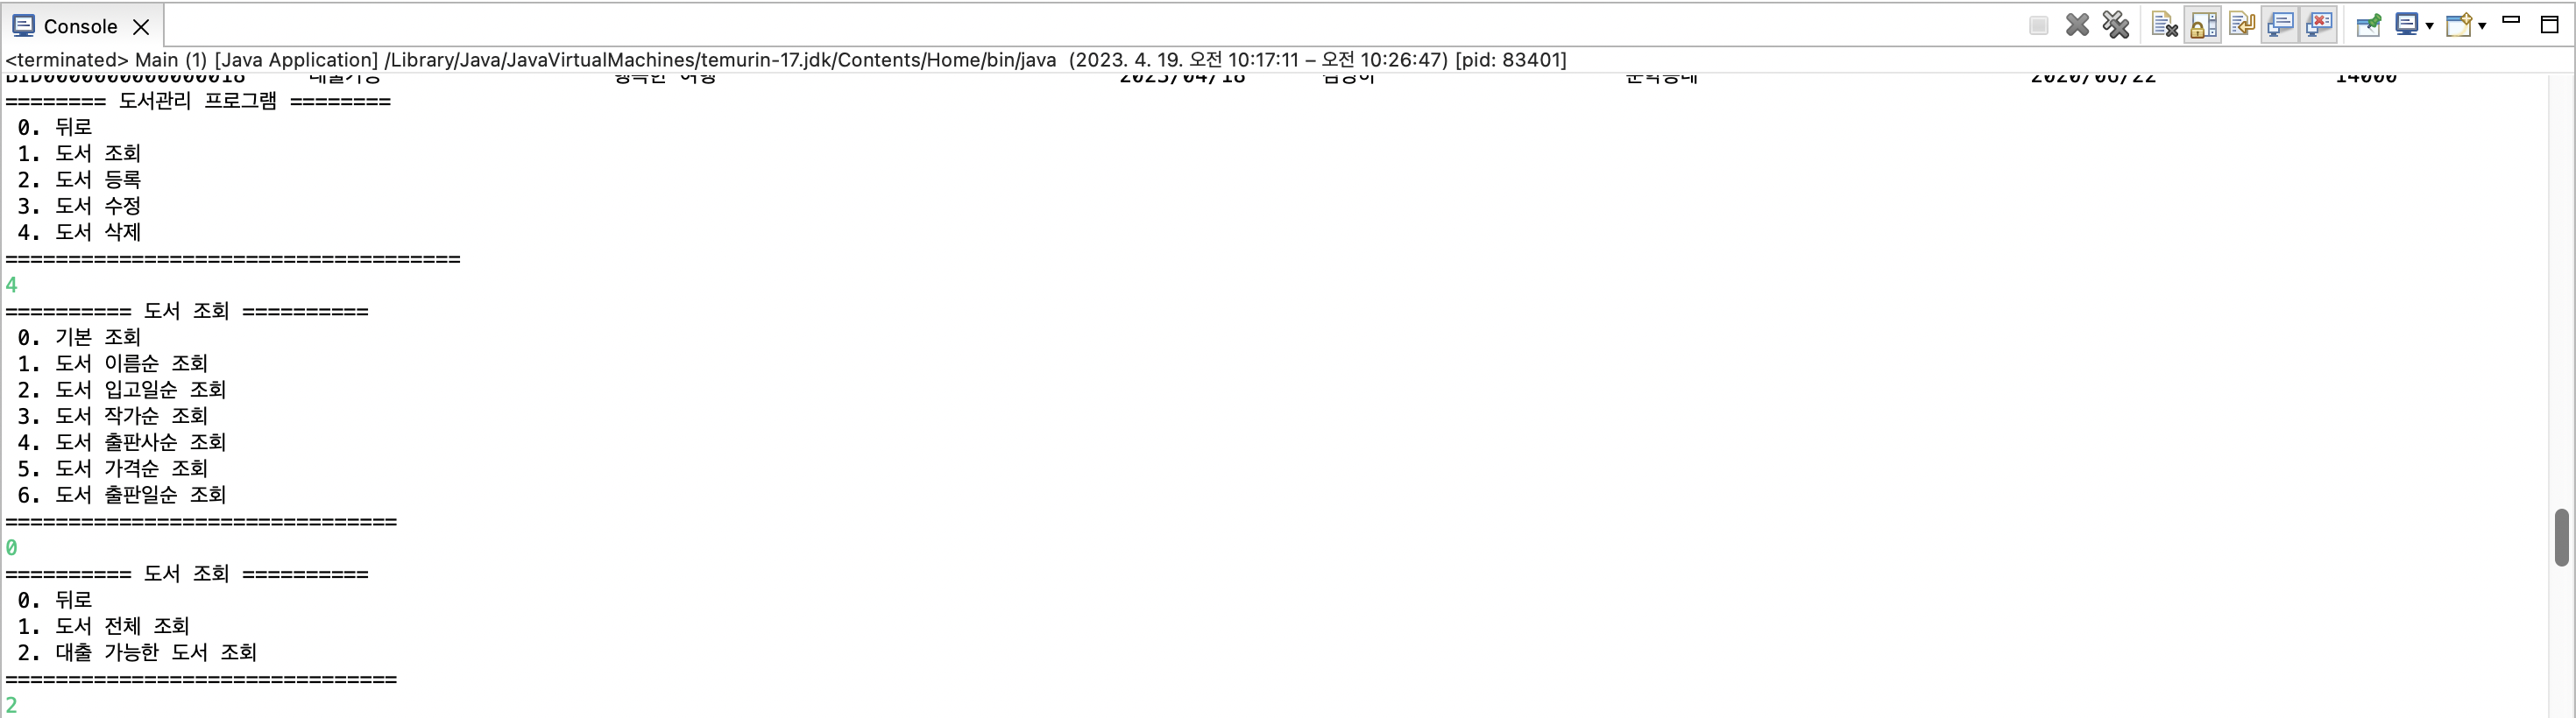 Console
<terminated> Main (1) [Java Application] /Library/Java/JavaVirtualMachines/temurin-17.jdk/Contents/Home/bin/java  (2023. 4. 19. 오전 10:17:11 – 오전 10:26:47) [pid: 83401]
======== 도서관리 프로그램 ========
0. 뒤로
1. 도서 조회
2. 도서 등록
3. 도서 수정
4. 도서 삭제
====================================
4
========== 도서 조회 ==========
0. 기본 조회
1. 도서 이름순 조회
2. 도서 입고일순 조회
3. 도서 작가순 조회
4. 도서 출판사순 조회
5. 도서 가격순 조회
6. 도서 출판일순 조회
===============================
0
========== 도서 조회 ==========
0. 뒤로
1. 도서 전체 조회
2. 대출 가능한 도서 조회
===============================
2